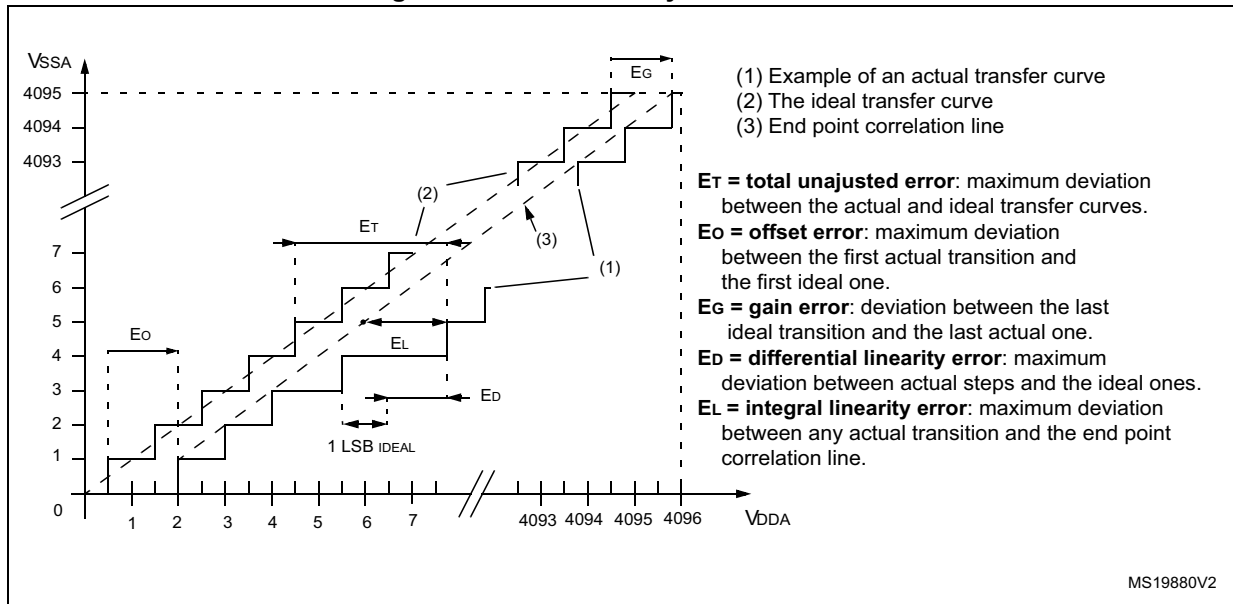 VSSA
4095
4094
4093
7
6
5
4
3
2
1
0
EO
ET
EL
ED
1 LSB IDEAL
EG
(2)
(3)
(1)
1 2 3 4 5 6 7 4093 4094 4095 4096
VDDA
(1) Example of an actual transfer curve
(2) The ideal transfer curve
(3) End point correlation line
ET = total unajusted error: maximum deviation
between the actual and ideal transfer curves.
EO = offset error: maximum deviation
between the first actual transition and
the first ideal one.
EG = gain error: deviation between the last
ideal transition and the last actual one.
ED = differential linearity error: maximum
deviation between actual steps and the ideal ones.
EL = integral linearity error: maximum deviation
between any actual transition and the end point
correlation line.
MS19880V2